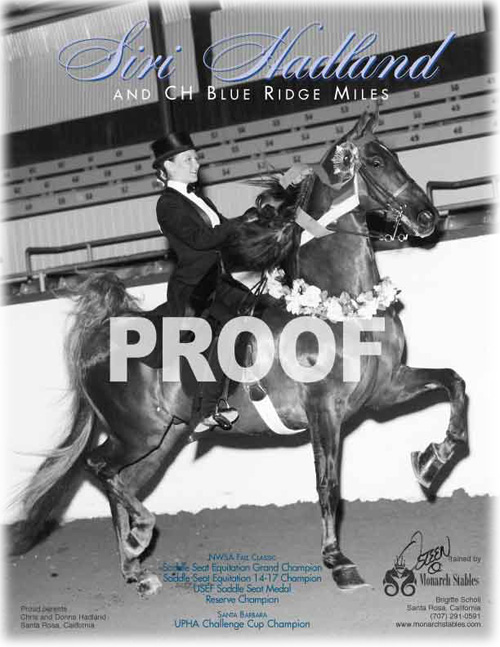 Siri Hadland
AND CH BLUE RIDGE MILES
PROOF
NWSA FALL CLASSIC
Saddle Seat Equitation Grand Champion
Saddle Seat Equitation 14-17 Champion
USEF Saddle Seat Medal
Reserve Champion
SANTA BARBARA
UPHA Challenge Cup Champion
Proud parents
Chris and Donna Hadland
Santa Rosa, California
trained by
Monarch Stables
Brigitte Scholl
Santa Rosa, California
(707) 291-0591
www.monarchstables.com